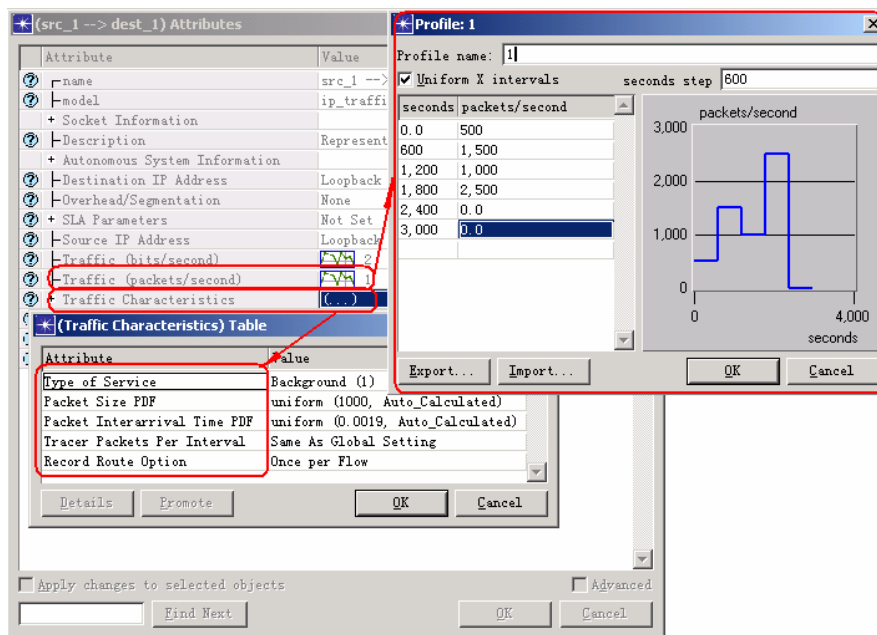 (src_1 --> dest_1) Attributes
Attribute Value
name src_1 -->
model ip_traffi
+ Socket Information
Description Represent
+ Autonomous System Information
Destination IP Address Loopback
Overhead/Segmentation None
+ SLA Parameters Not Set
Source IP Address Loopback
Traffic (bits/second) 2
Traffic (packets/second) 1
+ Traffic Characteristics (...)
(Traffic Characteristics) Table
Attribute Value
Type of Service Background (1)
Packet Size PDF uniform (1000, Auto_Calculated)
Packet Interarrival Time PDF uniform (0.0019, Auto_Calculated)
Tracer Packets Per Interval Same As Global Setting
Record Route Option Once per Flow
Details Promote OK Cancel
Apply changes to selected objects Advanced
Find Next OK Cancel
Profile: 1
Profile name: 1
Uniform X intervals seconds step 600
seconds packets/second
0.0 500
600 1,500
1,200 1,000
1,800 2,500
2,400 0.0
3,000 0.0
packets/second
3,000
2,000
1,000
0
0 4,000
seconds
Export... Import... OK Cancel